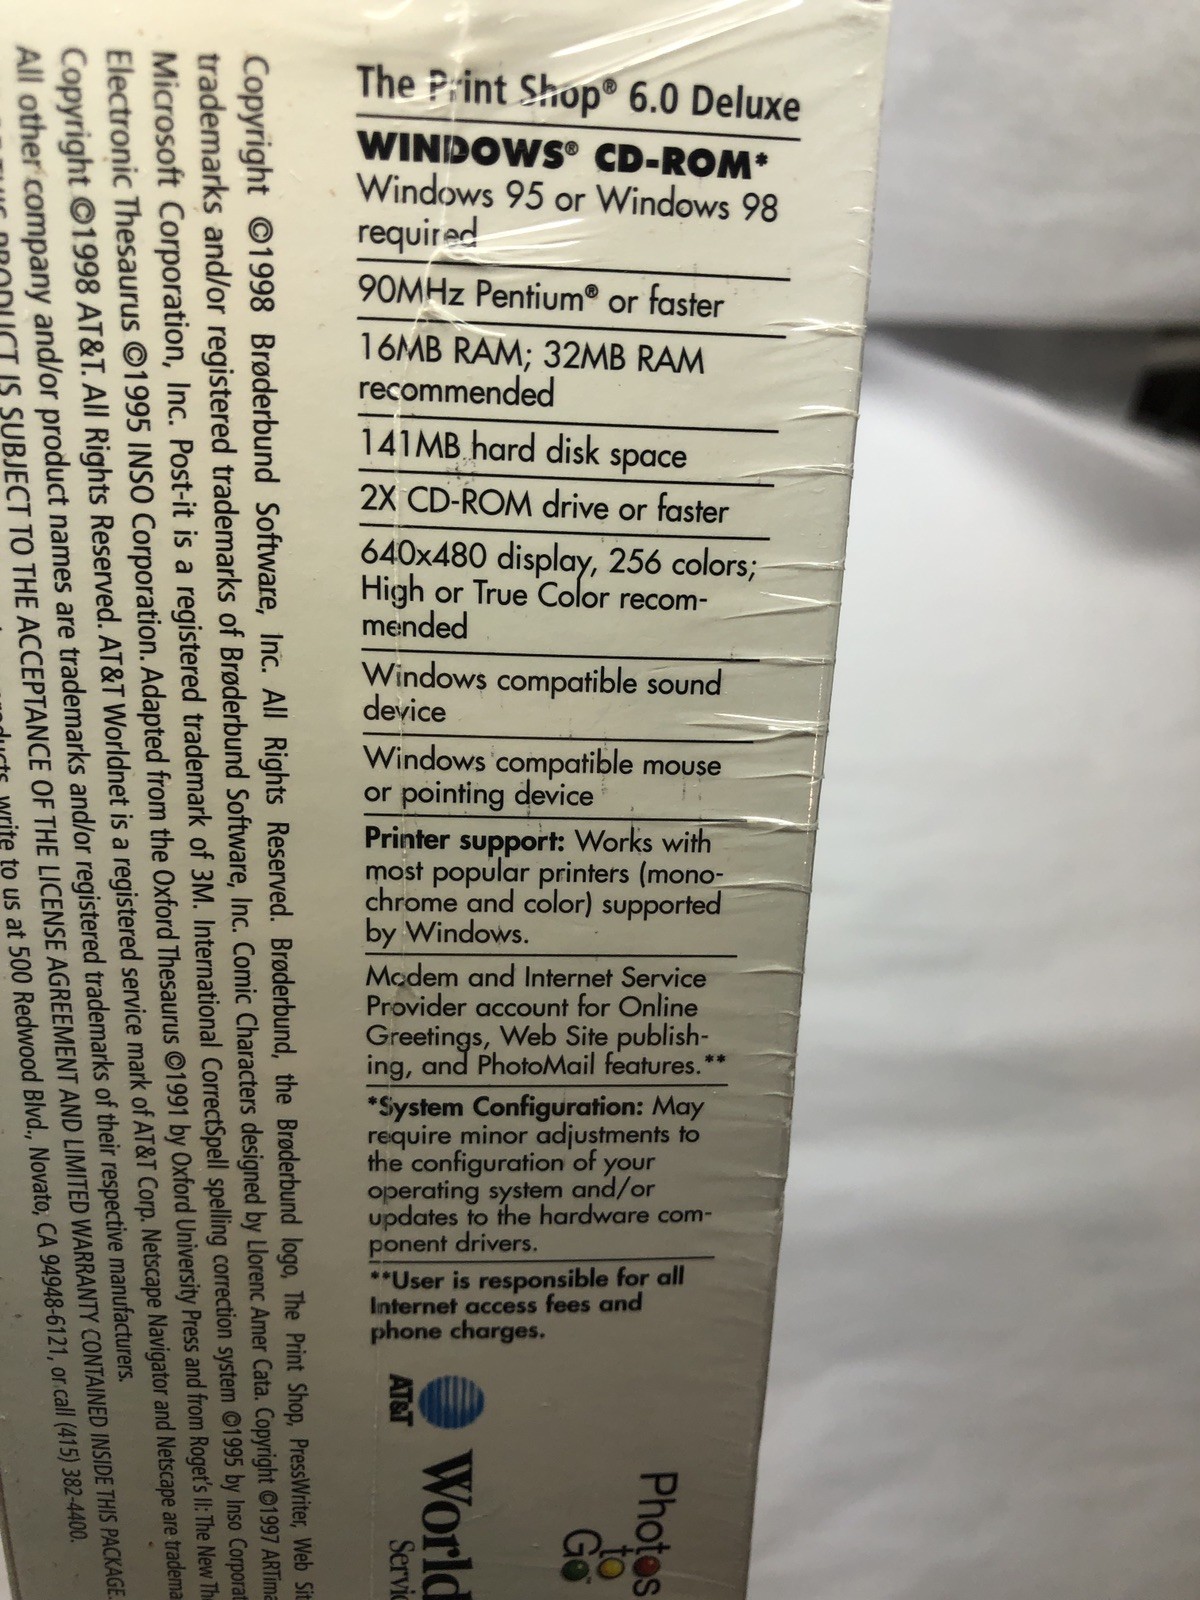 The Print Shop® 6.0 Deluxe
WINDOWS® CD-ROM*
Windows 95 or Windows 98
required
90MHz Pentium® or faster
16MB RAM; 32MB RAM
recommended
141MB hard disk space
2X CD-ROM drive or faster
640x480 display, 256 colors;
High or True Color recom-
mended
Windows compatible sound
device
Windows compatible mouse
or pointing device
Printer support: Works with
most popular printers (mono-
chrome and color) supported
by Windows.
Modem and Internet Service
Provider account for Online
Greetings, Web Site publish-
ing, and PhotoMail features.**
*System Configuration: May
require minor adjustments to
the configuration of your
operating system and/or
updates to the hardware com-
ponent drivers.
**User is responsible for all
Internet access fees and
phone charges.
Photos
to
Go™
AT&T
World
Servic
Copyright ©1998 Brøderbund Software, Inc. All Rights Reserved. Brøderbund, the Brøderbund logo, The Print Shop, PressWriter, Web Sit
trademarks and/or registered trademarks of Brøderbund Software, Inc. Comic Characters designed by Llorenc Amer Cata. Copyright ©1997 ARTima
Microsoft Corporation, Inc. Post-it is a registered trademark of 3M. International CorrectSpell spelling correction system ©1995 by Inso Corporat
Electronic Thesaurus ©1995 INSO Corporation. Adapted from the Oxford Thesaurus ©1991 by Oxford University Press and from Roget's II: The New Th
Copyright ©1998 AT&T. All Rights Reserved. AT&T Worldnet is a registered service mark of AT&T Corp. Netscape Navigator and Netscape are tradema
All other company and/or product names are trademarks and/or registered trademarks of their respective manufacturers.
PRODUCT IS SUBJECT TO THE ACCEPTANCE OF THE LICENSE AGREEMENT AND LIMITED WARRANTY CONTAINED INSIDE THIS PACKAGE.
write to us at 500 Redwood Blvd., Novato, CA 94948-6121, or call (415) 382-4400.